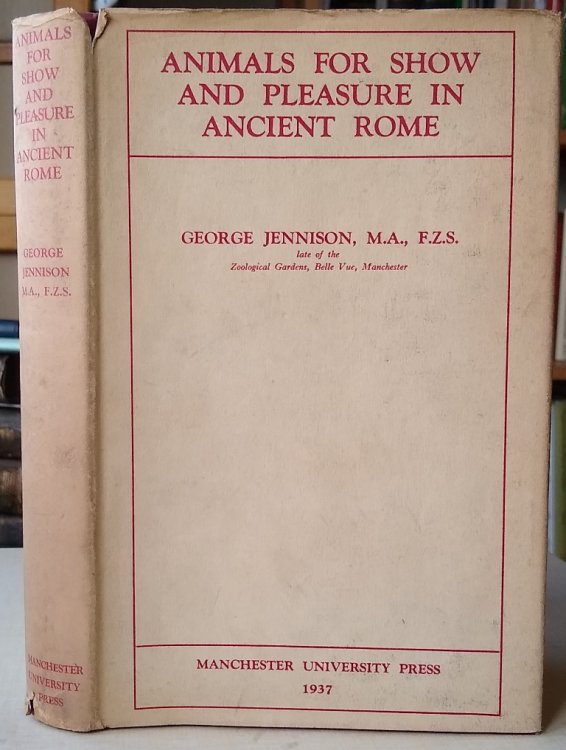 ANIMALS
FOR
SHOW
AND
PLEASURE
IN
ANCIENT
ROME
GEORGE
JENNISON
M.A., F.Z.S.
MANCHESTER
UNIVERSITY
PRESS
ANIMALS FOR SHOW
AND PLEASURE IN
ANCIENT ROME
GEORGE JENNISON, M.A., F.Z.S.
late of the
Zoological Gardens, Belle Vue, Manchester
MANCHESTER UNIVERSITY PRESS
1937